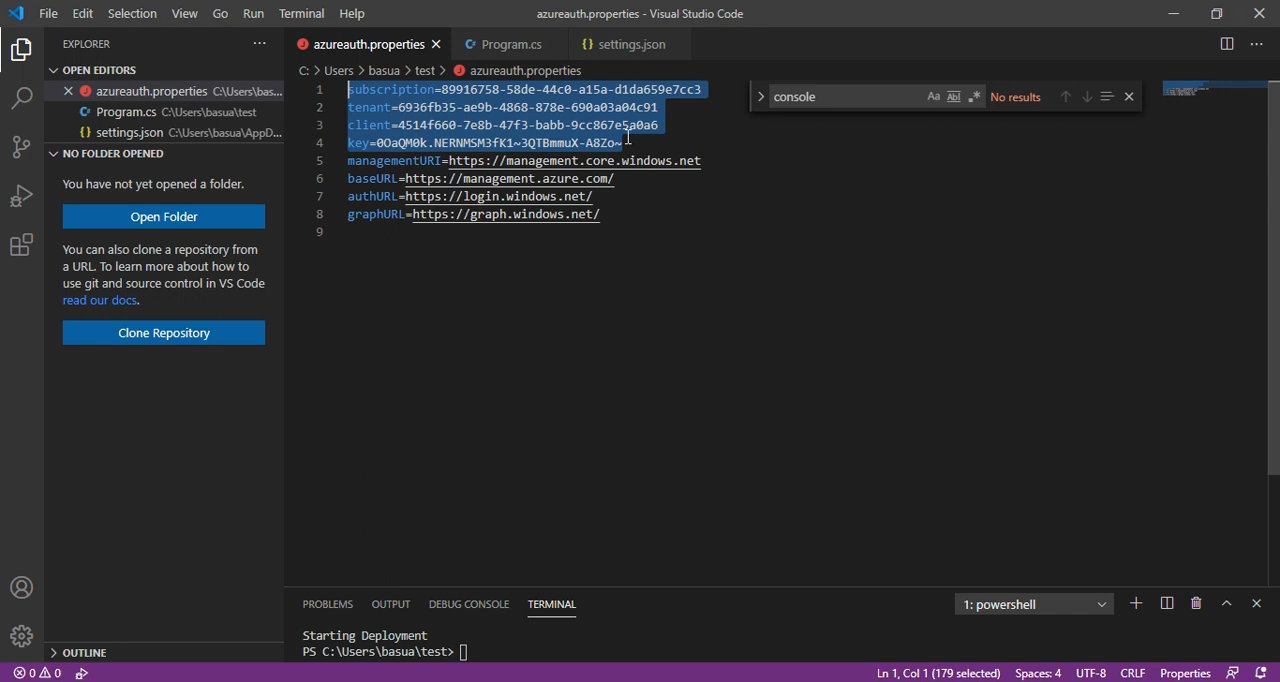 File Edit Selection View Go Run Terminal Help azureauth.properties - Visual Studio Code
EXPLORER ···
azureauth.properties Program.cs {} settings.json
OPEN EDITORS
C: > Users > basua > test > azureauth.properties
azureauth.properties C:\Users\bas...
Program.cs C:\Users\basua\test
{} settings.json C:\Users\basua\AppD...
NO FOLDER OPENED
You have not yet opened a folder.
Open Folder
You can also clone a repository from
a URL. To learn more about how to
use git and source control in VS Code
read our docs.
Clone Repository
OUTLINE
1 subscription=89916758-58de-44c0-a15a-d1da659e7cc3
2 tenant=6936fb35-ae9b-4868-878e-690a03a04c91
3 client=4514f660-7e8b-47f3-babb-9cc867e5a0a6
4 key=0OaQM0k.NERNMSM3fK1~3QTBmmuX-A8Zo~
5 managementURI=https://management.core.windows.net
6 baseURL=https://management.azure.com/
7 authURL=https://login.windows.net/
8 graphURL=https://graph.windows.net/
9
console Aa Abl .* No results
PROBLEMS OUTPUT DEBUG CONSOLE TERMINAL 1: powershell
Starting Deployment
PS C:\Users\basua\test>
0 0 Ln 1, Col 1 (179 selected) Spaces: 4 UTF-8 CRLF Properties